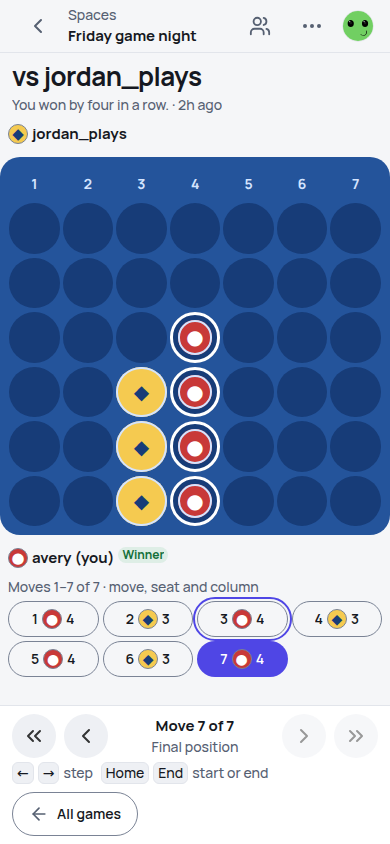 Spaces
Friday game night
vs jordan_plays
You won by four in a row. · 2h ago
jordan_plays
1 2 3 4 5 6 7
avery (you) Winner
Moves 1–7 of 7 · move, seat and column
1 4 2 3 3 4 4 3
5 4 6 3 7 4
Move 7 of 7
Final position
← → step Home End start or end
All games